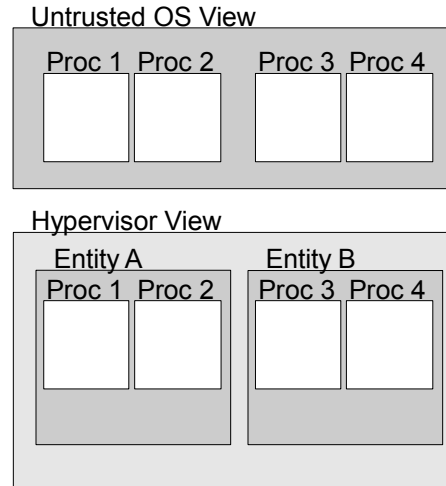 Untrusted OS View
Proc 1 Proc 2 Proc 3 Proc 4
Hypervisor View
Entity A Entity B
Proc 1 Proc 2 Proc 3 Proc 4